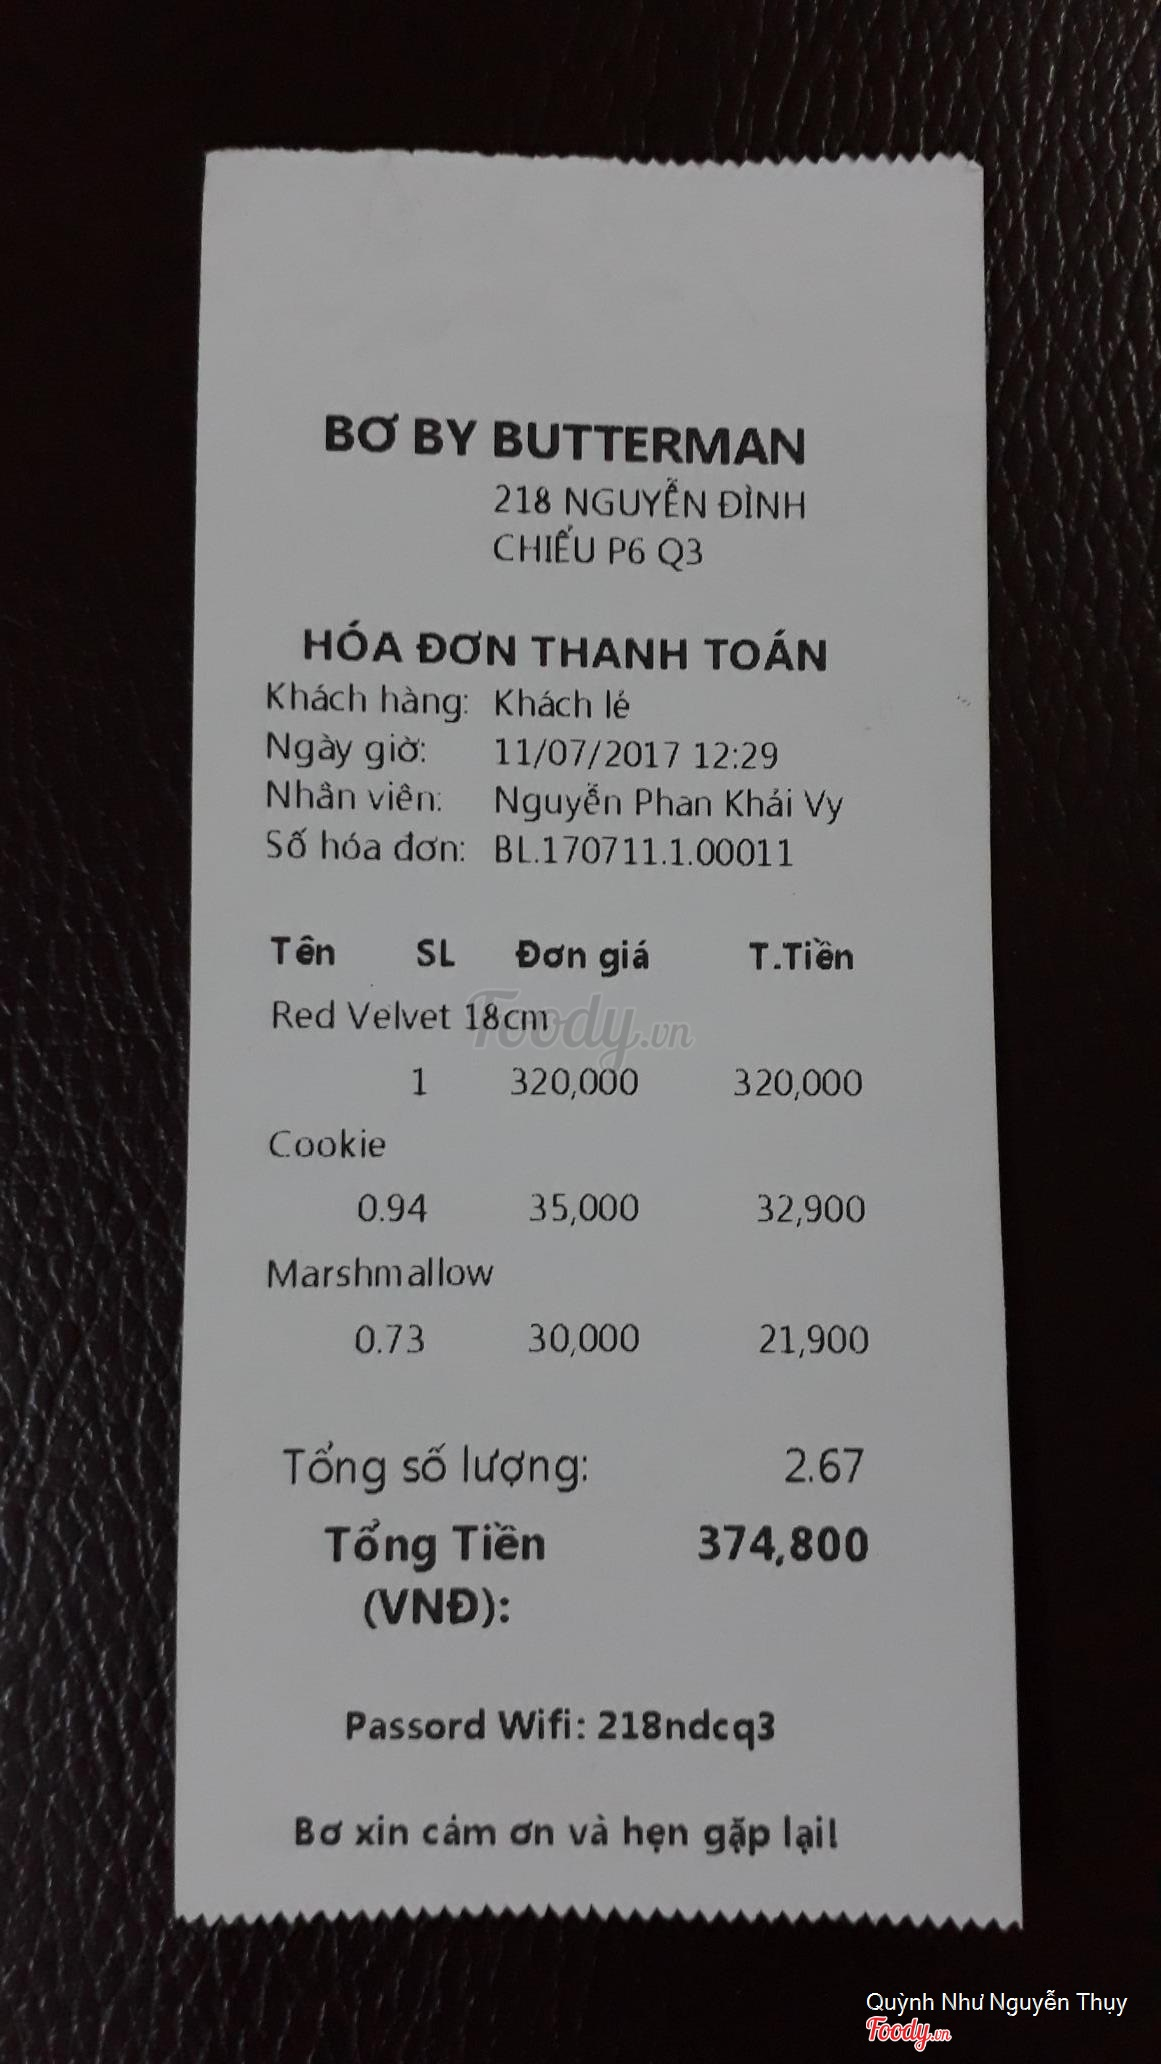 BƠ BY BUTTERMAN
218 NGUYỄN ĐÌNH
CHIỂU P6 Q3
HÓA ĐƠN THANH TOÁN
Khách hàng: Khách lẻ
Ngày giờ: 11/07/2017 12:29
Nhân viên: Nguyễn Phan Khải Vy
Số hóa đơn: BL.170711.1.00011
Tên SL Đơn giá T.Tiền
Red Velvet 18cm
1 320,000 320,000
Cookie
0.94 35,000 32,900
Marshmallow
0.73 30,000 21,900
Tổng số lượng: 2.67
Tổng Tiền 374,800
(VNĐ):
Passord Wifi: 218ndcq3
Bơ xin cảm ơn và hẹn gặp lại!
Foody.vn
Quỳnh Như Nguyễn Thụy
Foody.vn